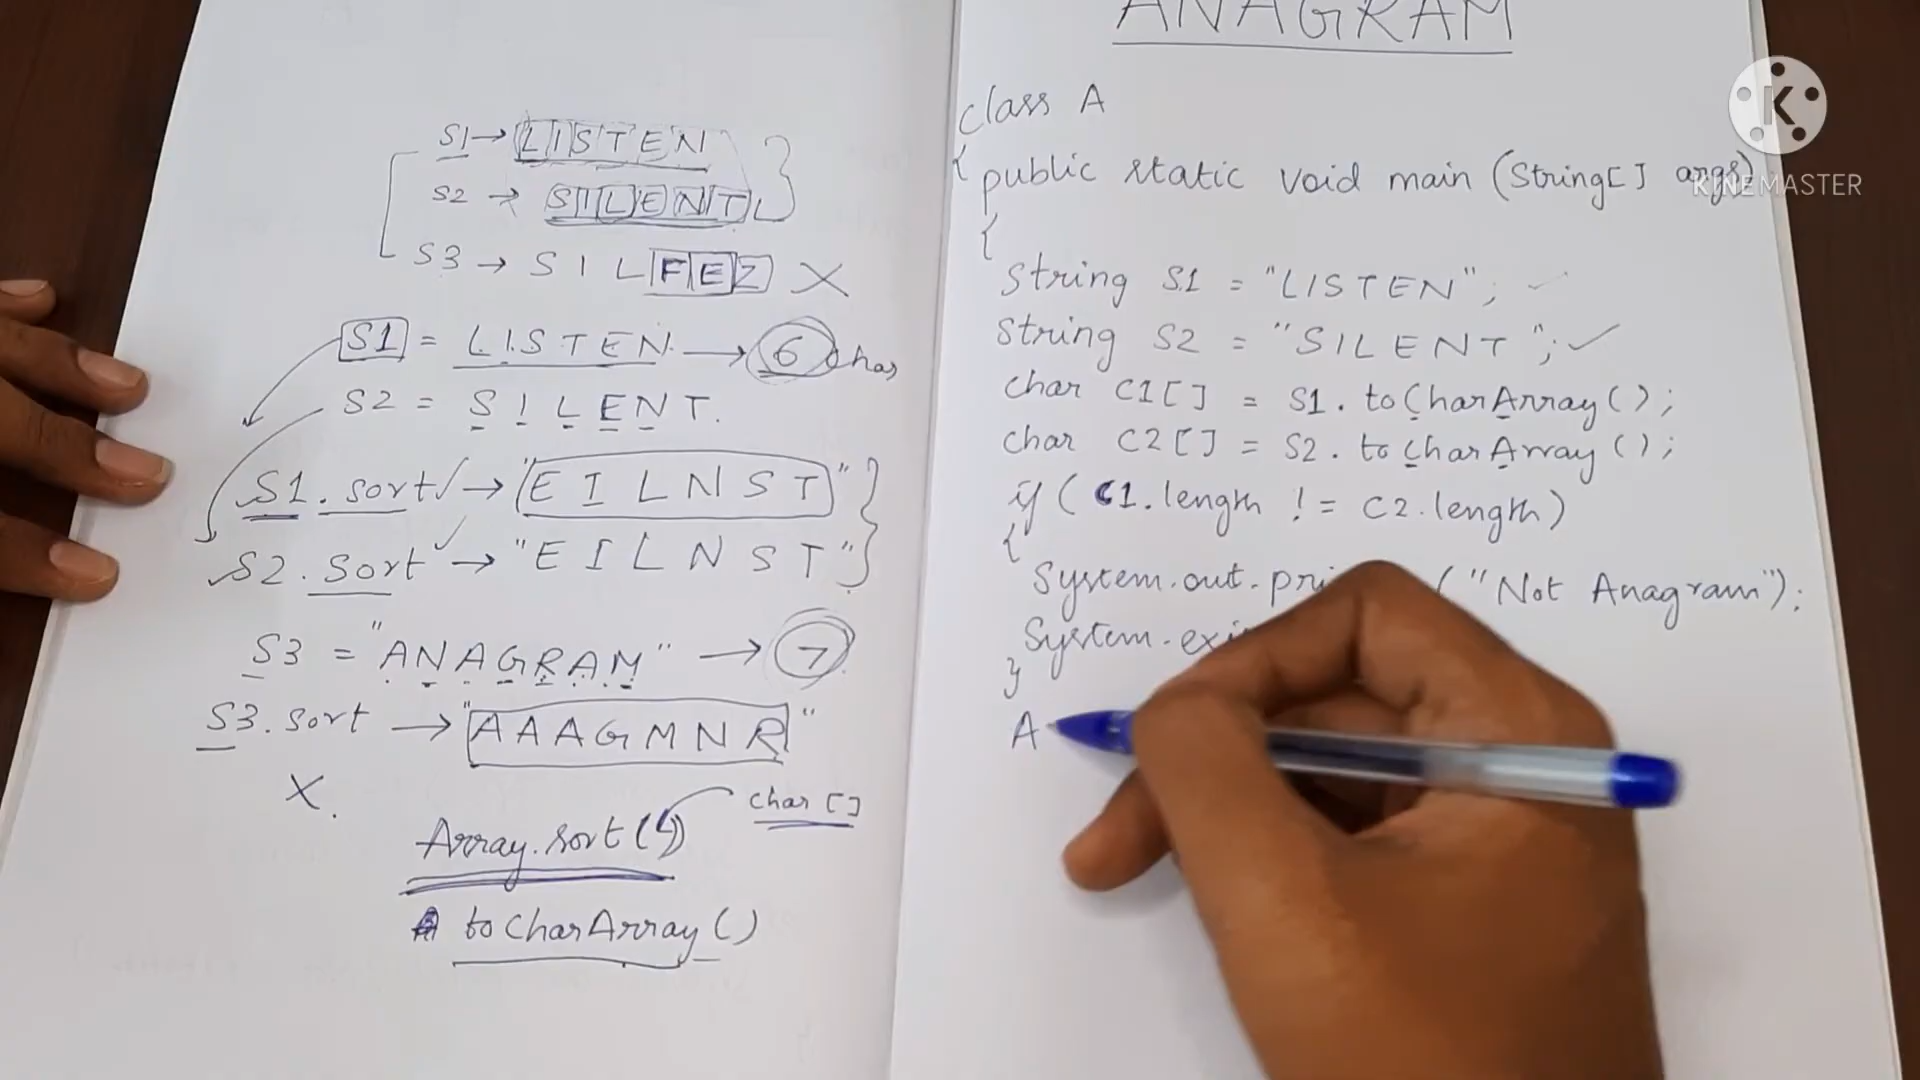 S1 → LISTEN
S2 → SILENT
S3 → SILFEZ X
S1 = LISTEN → 6 char
S2 = SILENT.
S1.sort → "EILNST"
S2.sort → "EILNST"
S3 = "ANAGRAM" → 7
S3.sort → "AAAGMNR"
X.
char []
Array.sort()
toCharArray()
ANAGRAM
class A
{ public static void main (String[] args)
{
String S1 = "LISTEN";
String S2 = "SILENT";
char C1[] = S1.toCharArray();
char C2[] = S2.toCharArray();
if (C1.length != C2.length)
{
System.out. ("Not Anagram");
System.
}
A
K
KINEMASTER